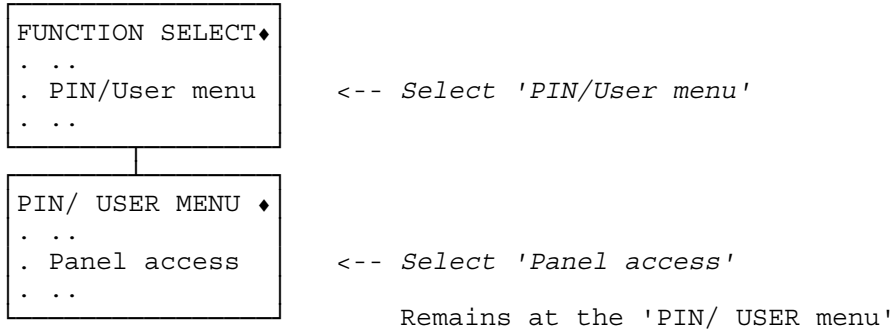 FUNCTION SELECT♦
. ..
. PIN/User menu <-- Select 'PIN/User menu'
. ..
PIN/ USER MENU ♦
. ..
. Panel access <-- Select 'Panel access'
. ..
Remains at the 'PIN/ USER menu'